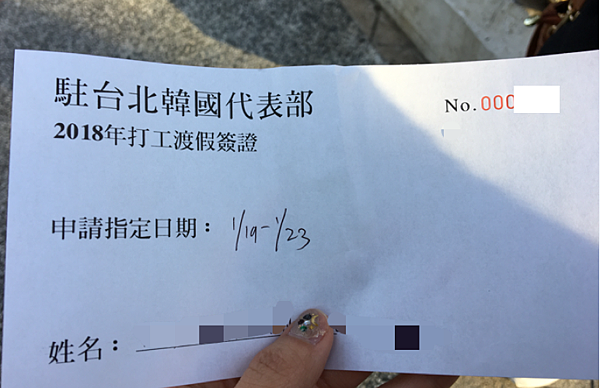 駐台北韓國代表部
No. 000
2018年打工渡假簽證
申請指定日期：1/19-1/23
姓名：